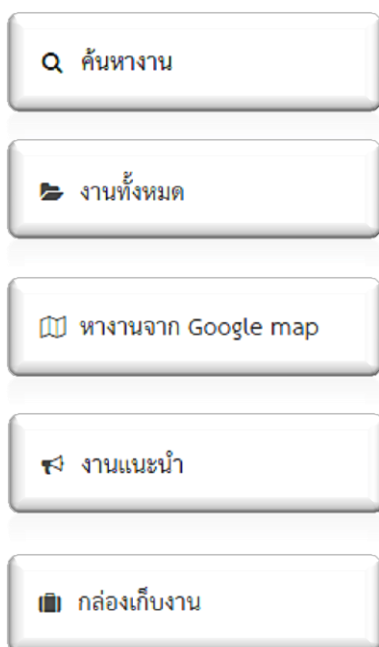 ค้นหางาน
งานทั้งหมด
หางานจาก Google map
งานแนะนำ
กล่องเก็บงาน